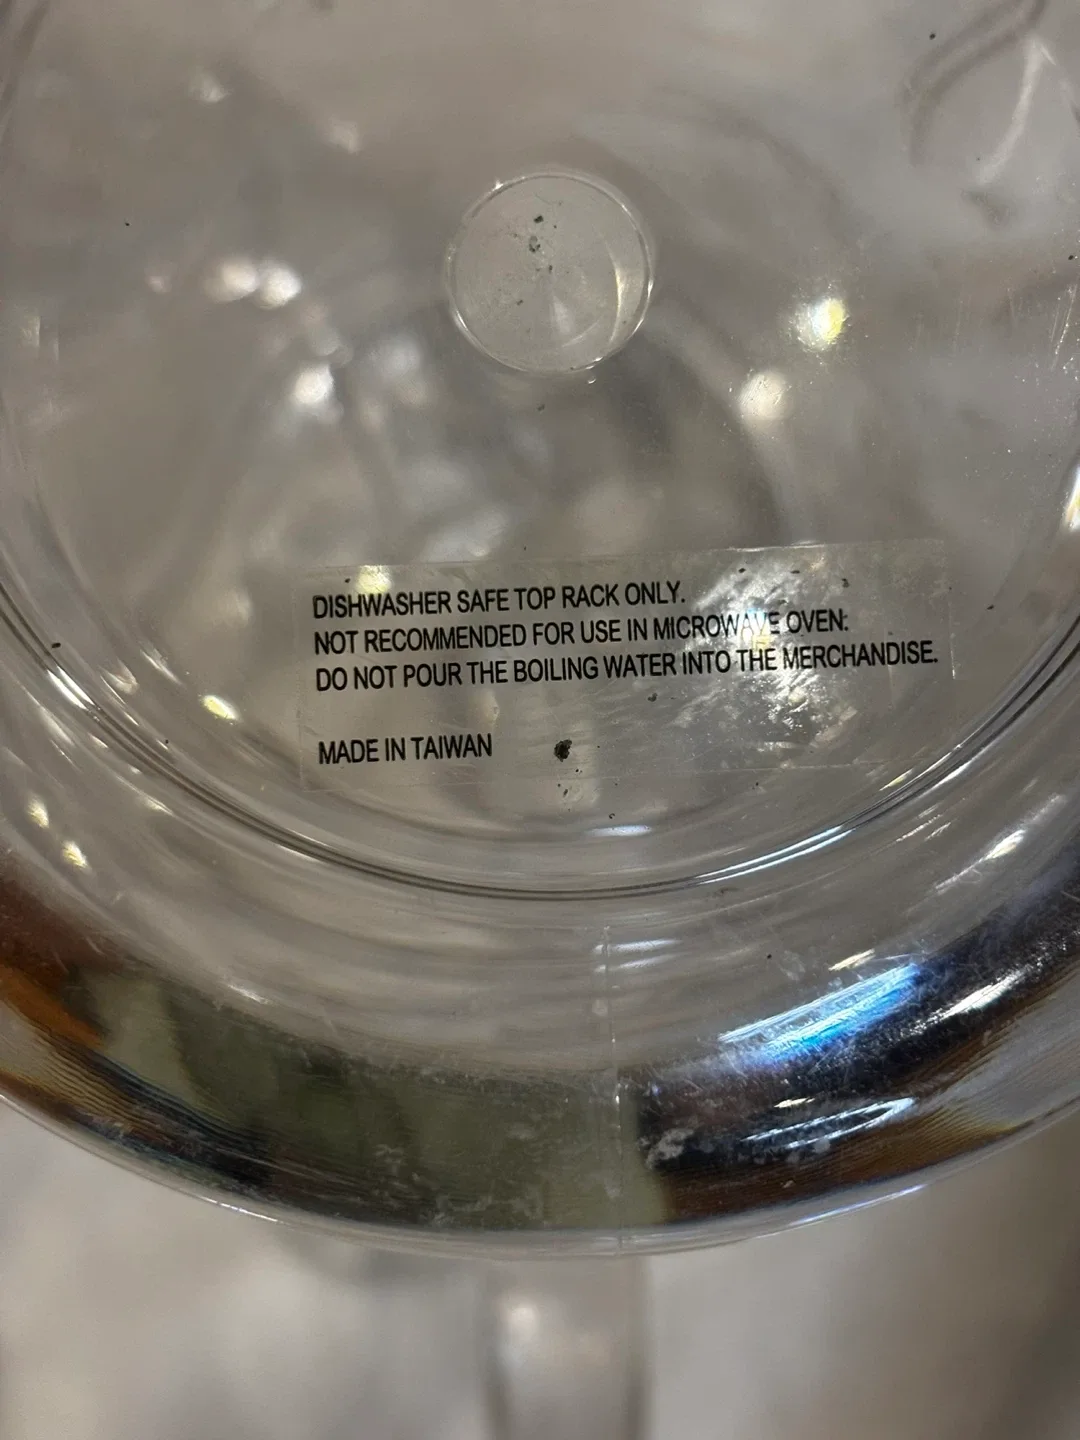 DISHWASHER SAFE TOP RACK ONLY.
NOT RECOMMENDED FOR USE IN MICROWAVE OVEN:
DO NOT POUR THE BOILING WATER INTO THE MERCHANDISE.
MADE IN TAIWAN